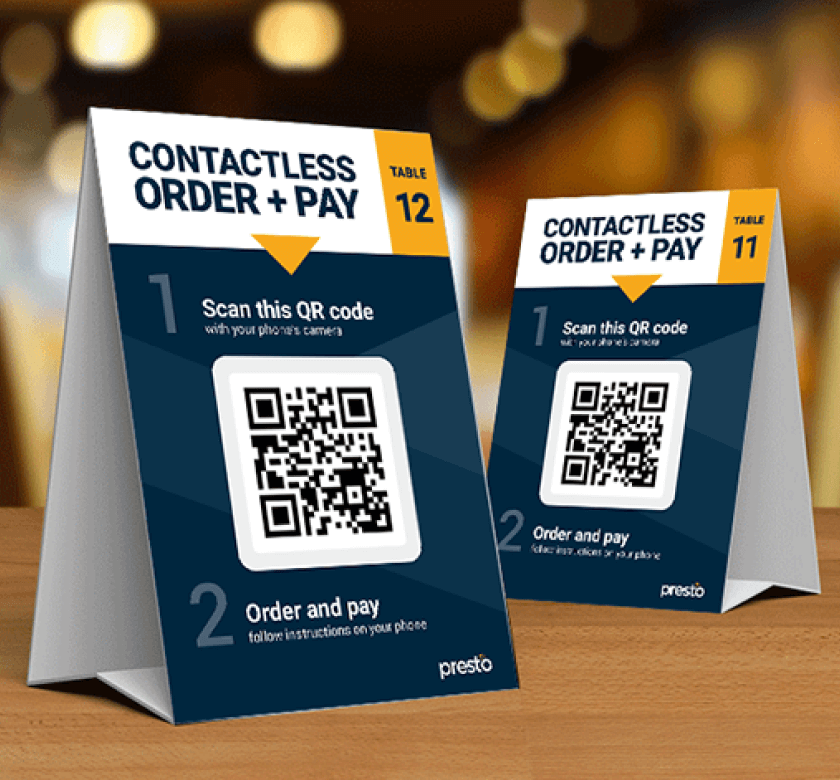 CONTACTLESS
ORDER + PAY
TABLE
12
1
Scan this QR code
with your phone's camera
2
Order and pay
follow instructions on your phone
presto
CONTACTLESS
ORDER + PAY
TABLE
11
1
Scan this QR code
with your phone's camera
2
Order and pay
follow instructions on your phone
presto